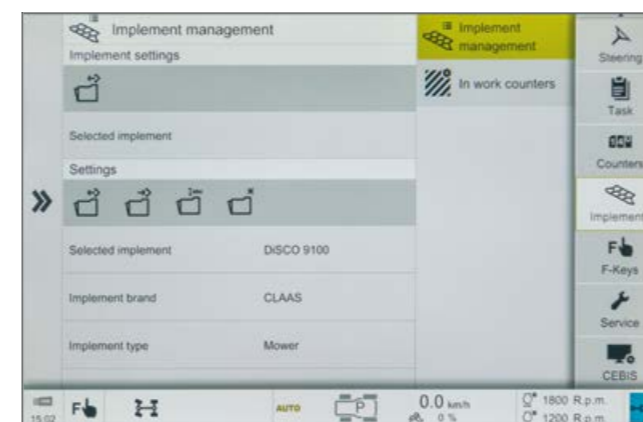 Implement management
Implement settings
Selected implement
Settings
Selected implement DiSCO 9100
Implement brand CLAAS
Implement type Mower
Implement
management
In work counters
Steering
Task
Counters
Implement
F-Keys
Service
CEBIS
15:02
F
AUTO
P
0.0 km/h
0 %
1800 R.p.m.
1200 R.p.m.